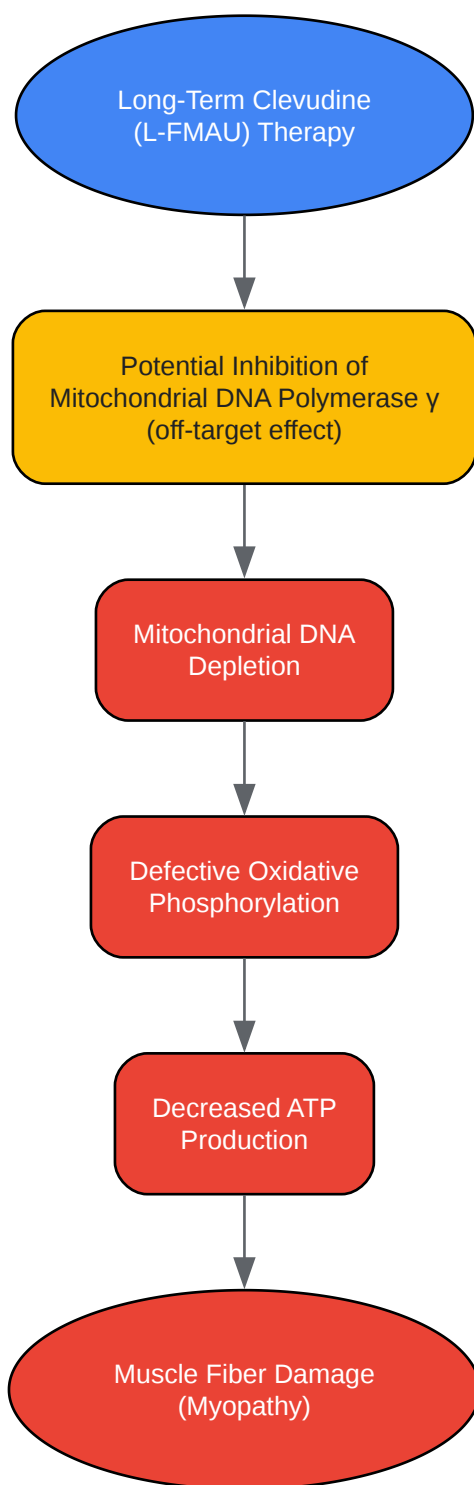 Long-Term Clevudine
(L-FMAU) Therapy
Potential Inhibition of
Mitochondrial DNA Polymerase γ
(off-target effect)
Mitochondrial DNA
Depletion
Defective Oxidative
Phosphorylation
Decreased ATP
Production
Muscle Fiber Damage
(Myopathy)